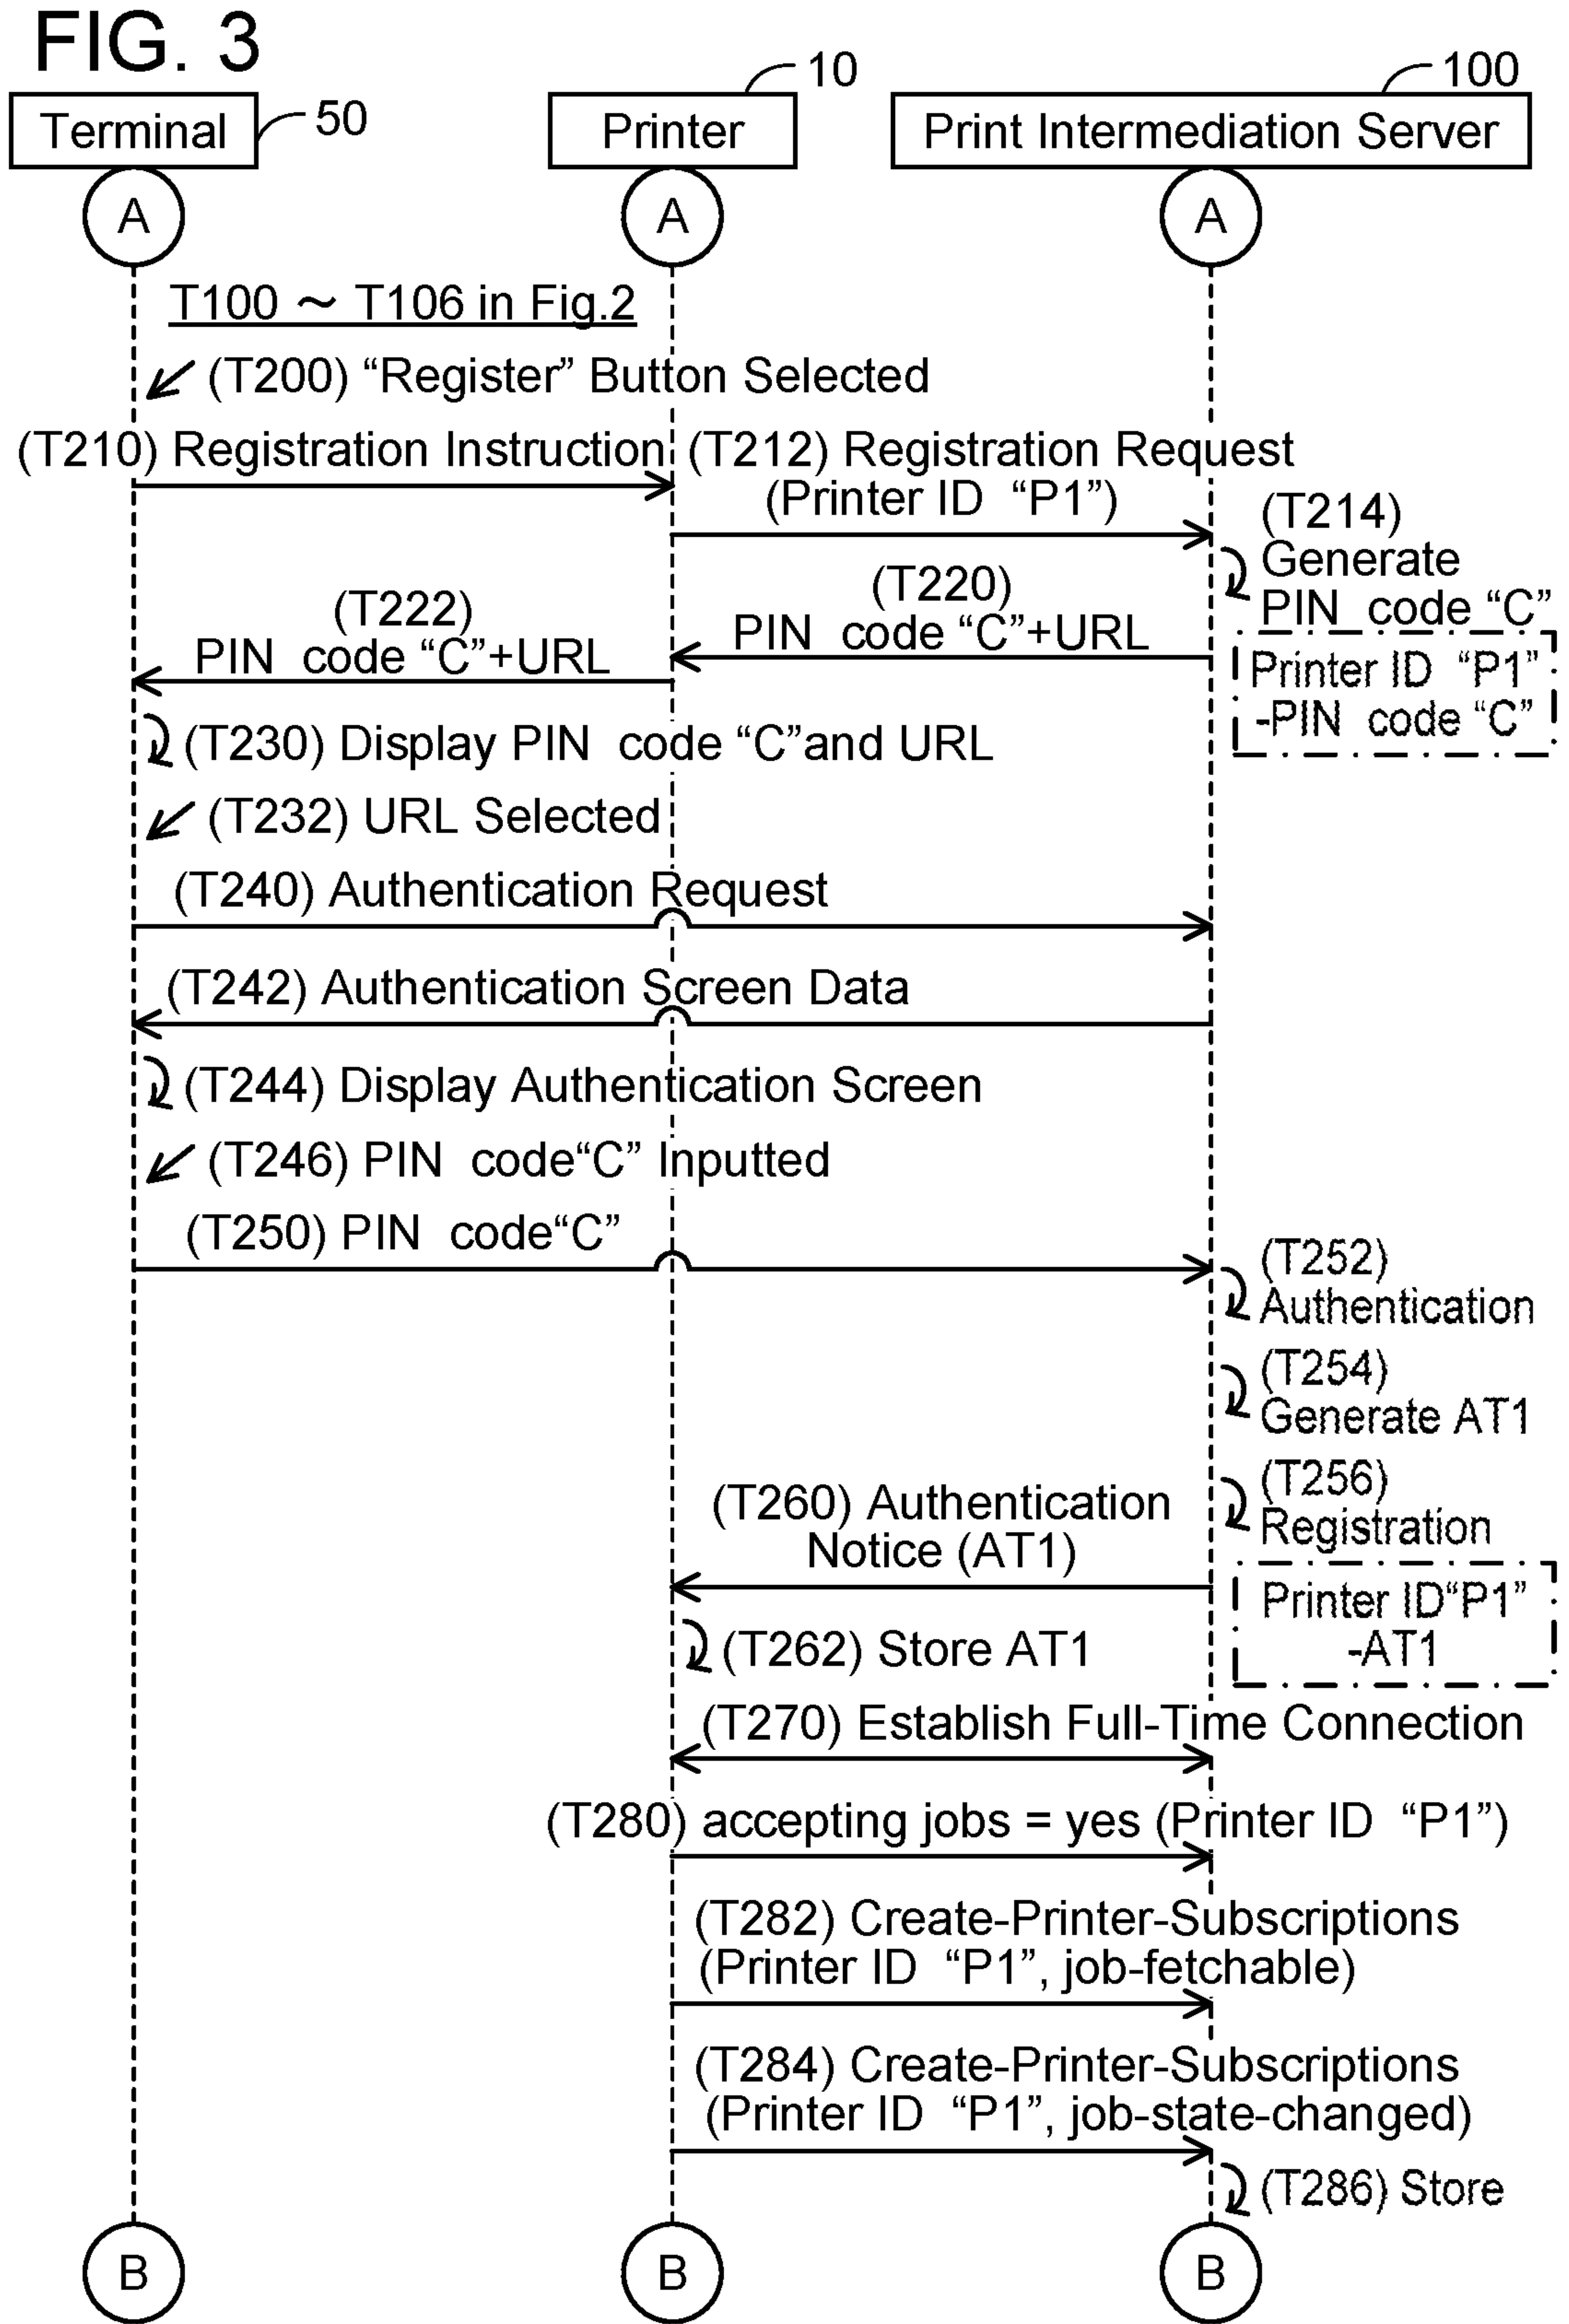 FIG. 3
10
100
50
Terminal
Printer
Print Intermediation Server
A
A
A
T100 ~ T106 in Fig.2
(T200) “Register” Button Selected
(T210) Registration Instruction
(T212) Registration Request
(Printer ID “P1”)
(T214)
Generate
PIN code “C”
Printer ID “P1”
-PIN code “C”
(T220)
PIN code “C”+URL
(T222)
PIN code “C”+URL
(T230) Display PIN code “C”and URL
(T232) URL Selected
(T240) Authentication Request
(T242) Authentication Screen Data
(T244) Display Authentication Screen
(T246) PIN code“C” Inputted
(T250) PIN code“C”
(T252)
Authentication
(T254)
Generate AT1
(T256)
Registration
Printer ID“P1”
-AT1
(T260) Authentication
Notice (AT1)
(T262) Store AT1
(T270) Establish Full-Time Connection
(T280) accepting jobs = yes (Printer ID “P1”)
(T282) Create-Printer-Subscriptions
(Printer ID “P1”, job-fetchable)
(T284) Create-Printer-Subscriptions
(Printer ID “P1”, job-state-changed)
(T286) Store
B
B
B